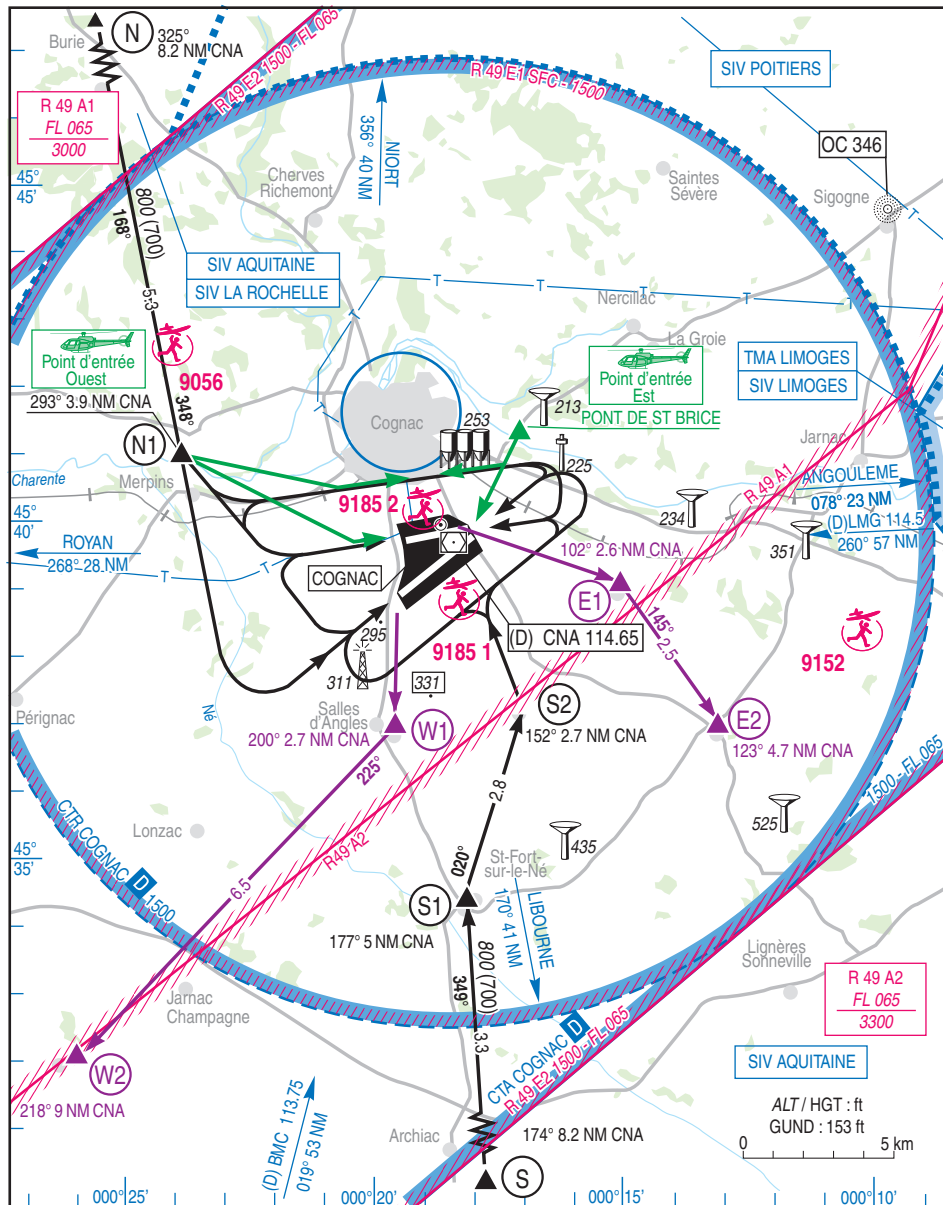 N
325°
8.2 NM CNA
Burie
R 49 E2 1500 - FL 065
R 49 E1 SFC - 1500
SIV POITIERS
R 49 A1
FL 065
3000
NIORT
356° 40 NM
OC 346
45°
45'
Cherves
Richemont
Saintes
Sévère
Sigogne
800 (700)
168°
SIV AQUITAINE
SIV LA ROCHELLE
T
T
T
T
T
T
T
5.3
Nercillac
La Groie
Point d'entrée
Ouest
9056
Point d'entrée
Est
PONT DE ST BRICE
TMA LIMOGES
SIV LIMOGES
293° 3.9 NM CNA
348°
213
253
225
Cognac
Jarnac
N1
Charente
Merpins
R 49 A1
ANGOULEME
078° 23 NM
(D)LMG 114.5
260° 57 NM
9185 2
234
351
45°
40'
ROYAN
268° 28 NM
T
T
COGNAC
102° 2.6 NM CNA
E1
145°
2.5
(D) CNA 114.65
9185 1
9152
295
311
331
Né
Pérignac
Salles
d'Angles
W1
200° 2.7 NM CNA
S2
152° 2.7 NM CNA
E2
123° 4.7 NM CNA
225°
2.8
1500 - FL 065
525
435
Lonzac
R49 A2
CTR COGNAC D 1500
45°
35'
020°
St-Fort-
sur-le-Né
6.5
S1
177° 5 NM CNA
LIBOURNE
170° 41 NM
800 (700)
349°
3.3
Lignères
Sonneville
R 49 A2
FL 065
3300
Jarnac
Champagne
W2
218° 9 NM CNA
CTA COGNAC D
R 49 E2 1500 - FL 065
SIV AQUITAINE
(D) BMC 113.75
019° 53 NM
Archiac
174° 8.2 NM CNA
S
ALT / HGT : ft
GUND : 153 ft
0
5 km
000° 25'
000° 20'
000° 15'
000° 10'